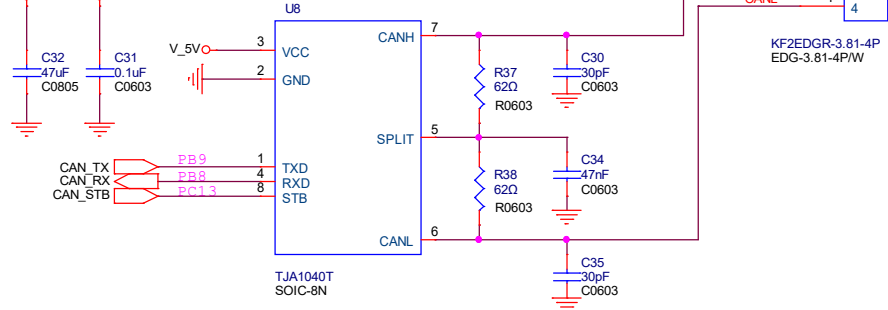 U8
CANL
4
KF2EDGR-3.81-4P
EDG-3.81-4P/W
C32
47uF
C0805
C31
0.1uF
C0603
V_5V
3
VCC
2
GND
CANH
7
R37
62Ω
R0603
C30
30pF
C0603
SPLIT
5
CAN_TX
PB9
1
TXD
CAN_RX
PB8
4
RXD
CAN_STB
PC13
8
STB
R38
62Ω
R0603
C34
47nF
C0603
CANL
6
C35
30pF
C0603
TJA1040T
SOIC-8N